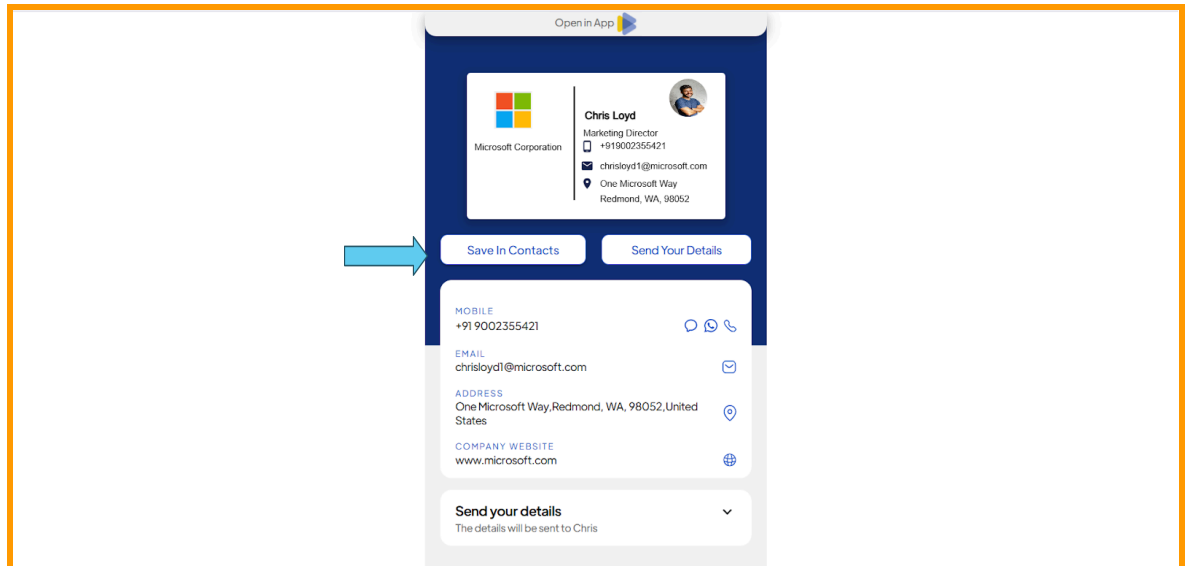 Open in App
Chris Loyd
Marketing Director
Microsoft Corporation
+919002355421
chrisloyd1@microsoft.com
One Microsoft Way
Redmond, WA, 98052
Save In Contacts
Send Your Details
MOBILE
+91 9002355421
EMAIL
chrisloyd1@microsoft.com
ADDRESS
One Microsoft Way,Redmond, WA, 98052,United
States
COMPANY WEBSITE
www.microsoft.com
Send your details
The details will be sent to Chris